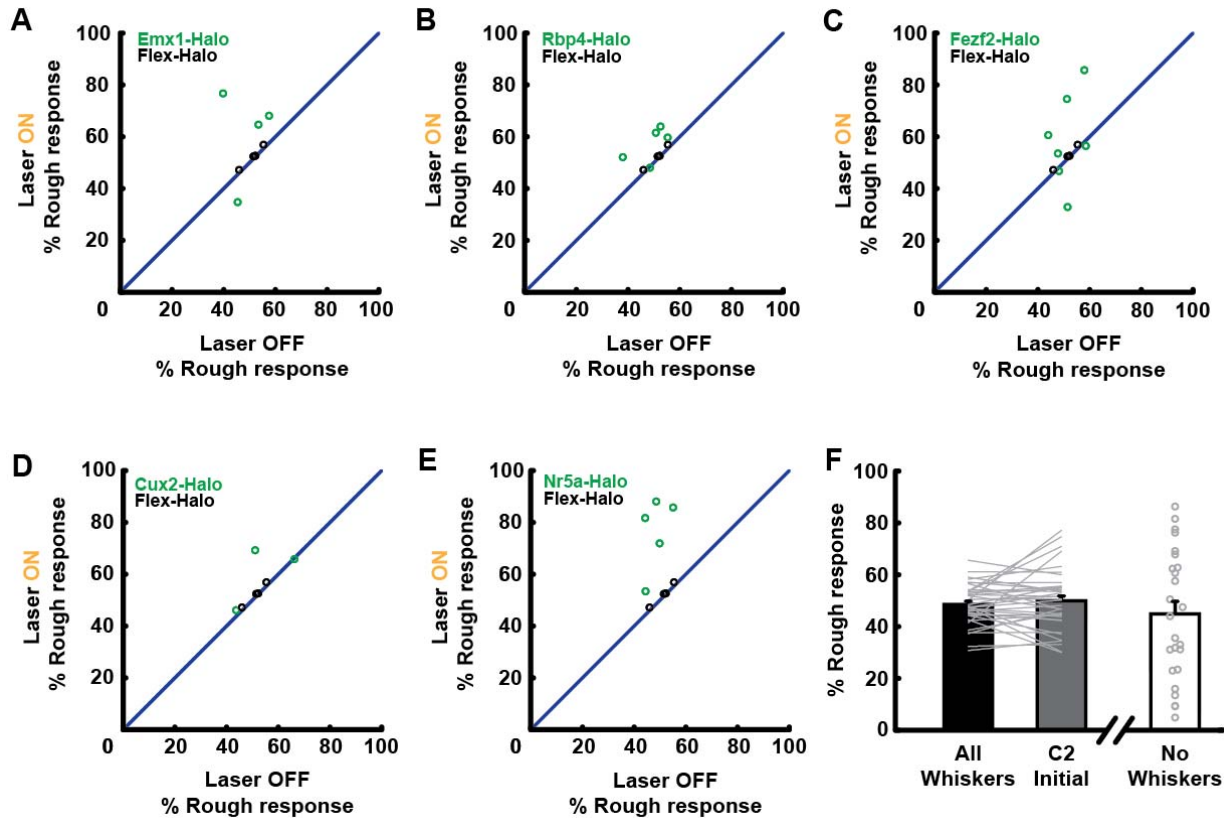 A
Emx1-Halo
Flex-Halo
100
80
60
40
20
0
20 40 60 80 100
Laser ON
% Rough response
Laser OFF
% Rough response
B
Rbp4-Halo
Flex-Halo
100
80
60
40
20
0
20 40 60 80 100
Laser ON
% Rough response
Laser OFF
% Rough response
C
Fezf2-Halo
Flex-Halo
100
80
60
40
20
0
20 40 60 80 100
Laser ON
% Rough response
Laser OFF
% Rough response
D
Cux2-Halo
Flex-Halo
100
80
60
40
20
0
20 40 60 80 100
Laser ON
% Rough response
Laser OFF
% Rough response
E
Nr5a-Halo
Flex-Halo
100
80
60
40
20
0
20 40 60 80 100
Laser ON
% Rough response
Laser OFF
% Rough response
F
100
80
60
40
20
0
% Rough response
All
Whiskers
C2
Initial
No
Whiskers